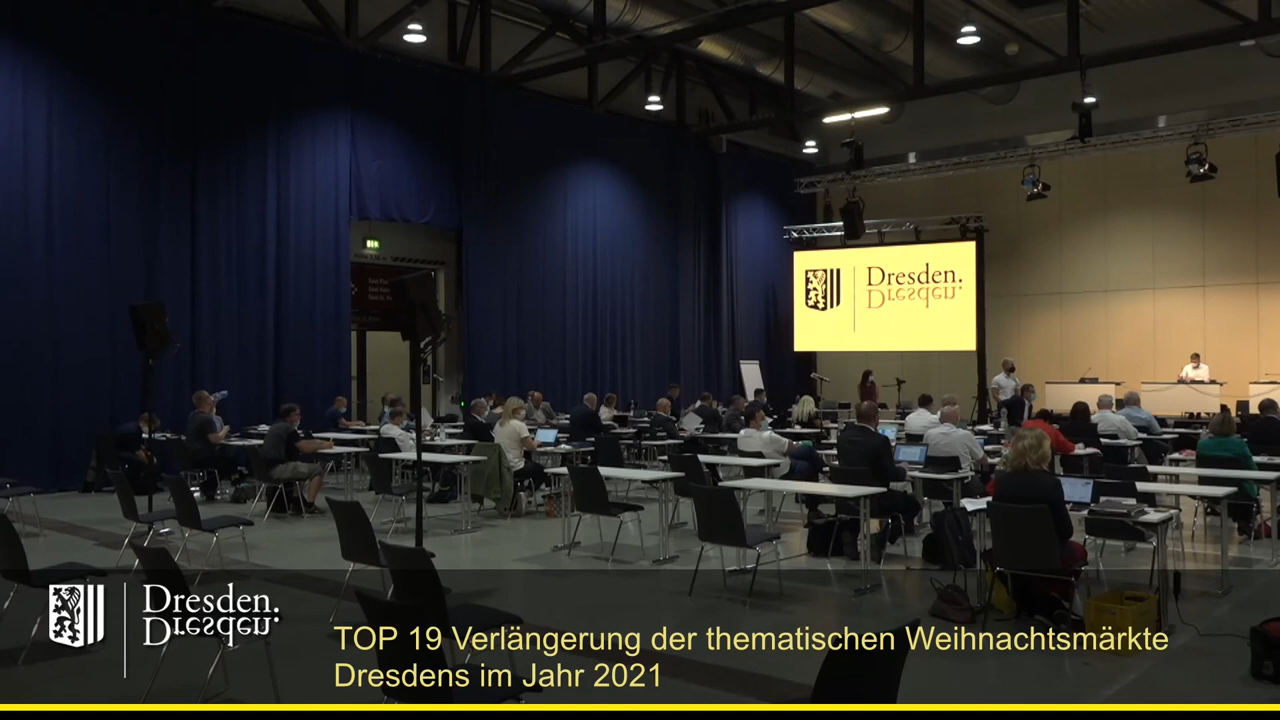 Dresden.
Dresden.
Dresden.
Dresden.
TOP 19 Verlängerung der thematischen Weihnachtsmärkte
Dresdens im Jahr 2021